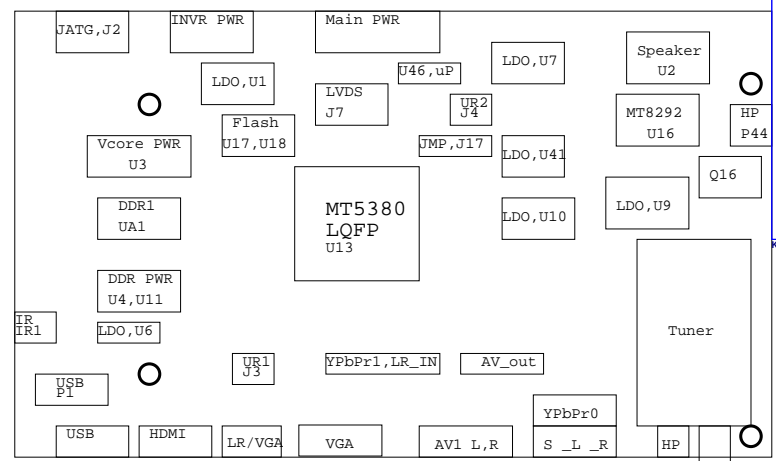 JATG,J2
INVR PWR
Main PWR
Speaker
U2
LDO,U7
U46,uP
LDO,U1
LVDS
J7
UR2
J4
MT8292
U16
HP
P44
Flash
U17,U18
Vcore PWR
U3
JMP,J17
LDO,U41
Q16
DDR1
UA1
MT5380
LQFP
U13
LDO,U10
LDO,U9
DDR PWR
U4,U11
IR
IR1
LDO,U6
Tuner
UR1
J3
YPbPr1,LR_IN
AV_out
USB
P1
YPbPr0
USB
HDMI
LR/VGA
VGA
AV1 L,R
S _L _R
HP